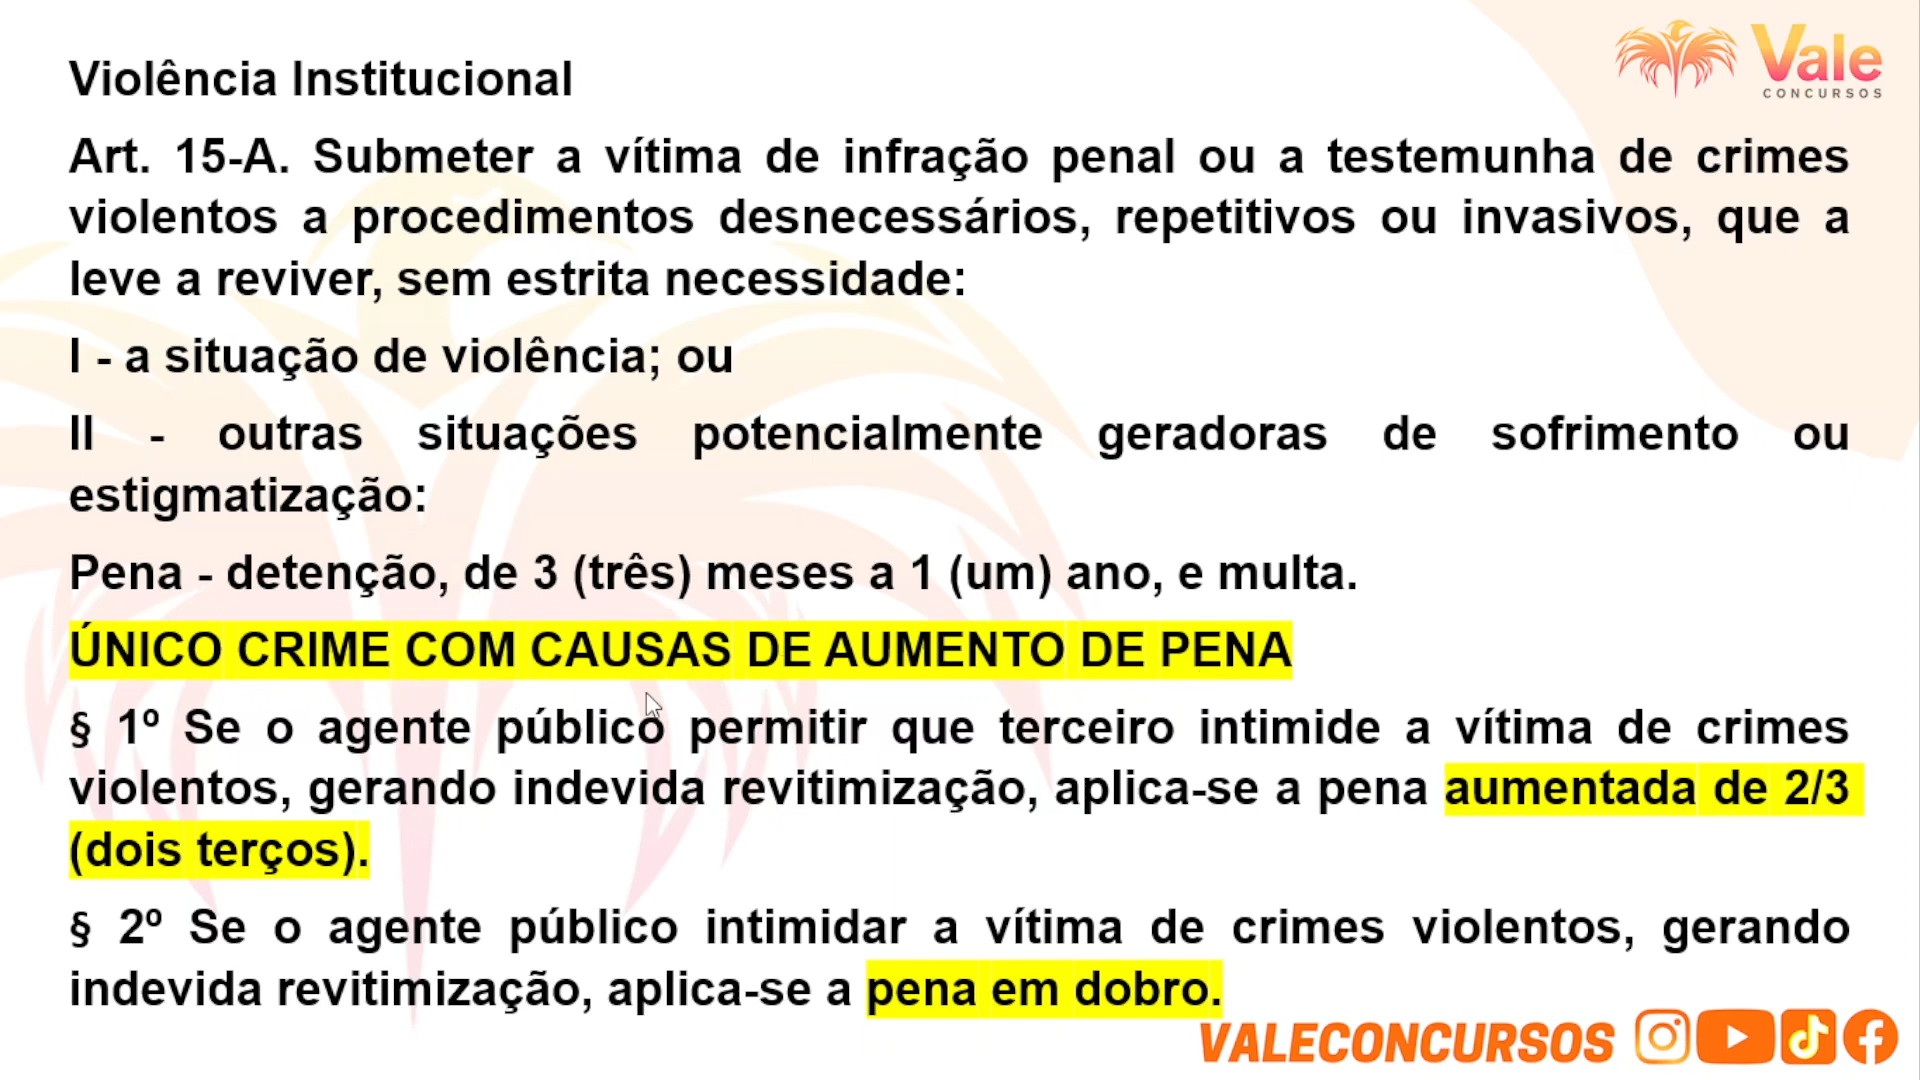 Vale
CONCURSOS
Violência Institucional
Art. 15-A. Submeter a vítima de infração penal ou a testemunha de crimes
violentos a procedimentos desnecessários, repetitivos ou invasivos, que a
leve a reviver, sem estrita necessidade:
I - a situação de violência; ou
II - outras situações potencialmente geradoras de sofrimento ou
estigmatização:
Pena - detenção, de 3 (três) meses a 1 (um) ano, e multa.
ÚNICO CRIME COM CAUSAS DE AUMENTO DE PENA
§ 1º Se o agente público permitir que terceiro intimide a vítima de crimes
violentos, gerando indevida revitimização, aplica-se a pena aumentada de 2/3
(dois terços).
§ 2º Se o agente público intimidar a vítima de crimes violentos, gerando
indevida revitimização, aplica-se a pena em dobro.
VALECONCURSOS